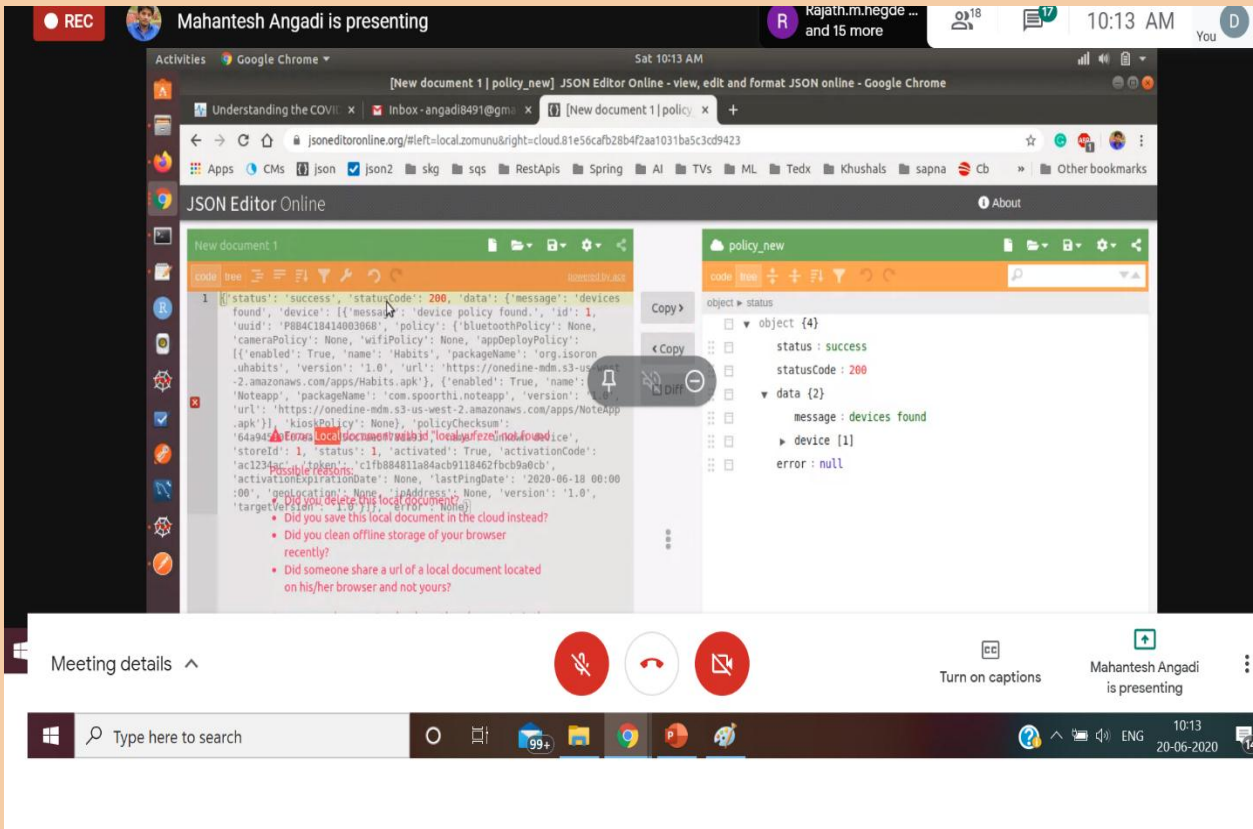 REC
Mahantesh Angadi is presenting
R
Rajath.m.hegde ...
and 15 more
18
17
10:13 AM
You
D
Activities
Google Chrome
Sat 10:13 AM
[New document 1 | policy_new] JSON Editor Online - view, edit and format JSON online - Google Chrome
Understanding the COVI
Inbox - angadi8491@gma
[New document 1 | policy_
jsoneditoronline.org/#left=local.zomunu&right=cloud.81e56cafb28b4f2aa1031ba5c3cd9423
Apps CMs json json2 skg sqs RestApis Spring AI TVs ML Tedx Khushals sapna Cb » Other bookmarks
JSON Editor Online
About
New document 1
code tree
powered by ace
1 {'status': 'success', 'statusCode': 200, 'data': {'message': 'devices
found', 'device': [{'message': 'device policy found.', 'id': 1,
'uuid': 'P8B4C18414003068', 'policy': {'bluetoothPolicy': None,
'cameraPolicy': None, 'wifiPolicy': None, 'appDeployPolicy':
[{'enabled': True, 'name': 'Habits', 'packageName': 'org.isoron
.uhabits', 'version': '1.0', 'url': 'https://onedine-mdm.s3-us-west
-2.amazonaws.com/apps/Habits.apk'}, {'enabled': True, 'name':
'Noteapp', 'packageName': 'com.spoorthi.noteapp', 'version': '1.0',
'url': 'https://onedine-mdm.s3-us-west-2.amazonaws.com/apps/NoteApp
.apk'}], 'kioskPolicy': None}, 'policyChecksum':
Error: Local document with id "local.yufeze" not found
'storeId': 1, 'status': 1, 'activated': True, 'activationCode':
'ac1234ac', 'token': 'c1fb884811a84acb9118462fbcb9a0cb',
Possible reasons:
'activationExpirationDate': None, 'lastPingDate': '2020-06-18 00:00
:00', 'geoLocation': None, 'ipAddress': None, 'version': '1.0',
'targetVersion': '1.0'}]}, 'error': None}
Did you delete this local document?
Did you save this local document in the cloud instead?
Did you clean offline storage of your browser
recently?
Did someone share a url of a local document located
on his/her browser and not yours?
Copy >
< Copy
Diff
policy_new
code tree
object ▸ status
object {4}
status : success
statusCode : 200
data {2}
message : devices found
device [1]
error : null
Meeting details
Turn on captions
Mahantesh Angadi
is presenting
Type here to search
99+
ENG
10:13
20-06-2020